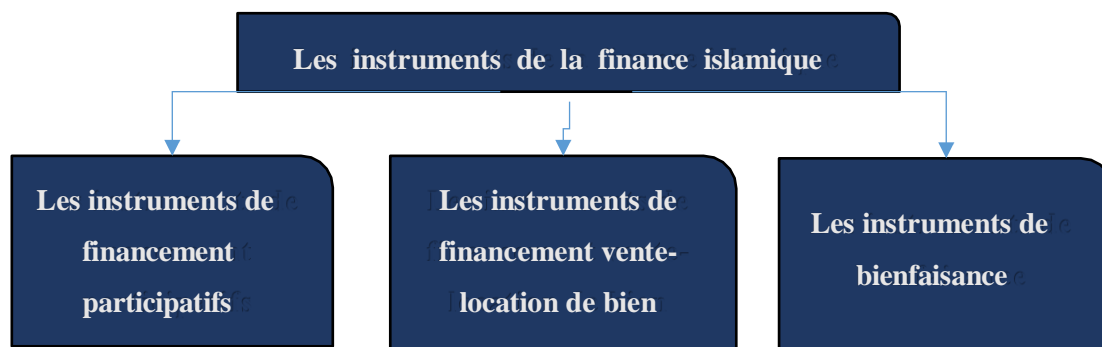 Les instruments de la finance islamique
Les instruments de
financement
participatifs
Les instruments de
financement vente-
location de bien
Les instruments de
bienfaisance